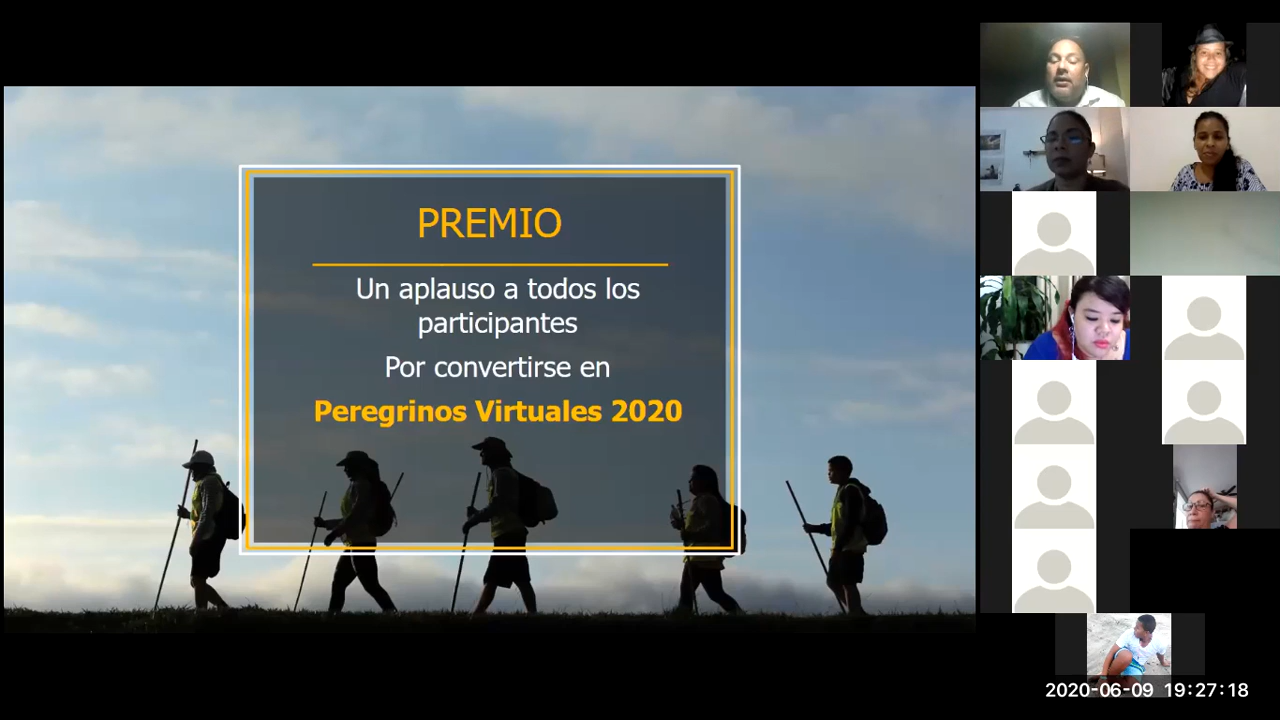 PREMIO
Un aplauso a todos los
participantes
Por convertirse en
Peregrinos Virtuales 2020
2020-06-09 19:27:18